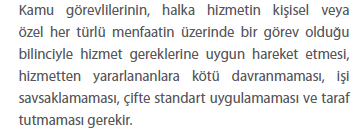 Kamu görevlilerinin, halka hizmetin kişisel veya
özel her türlü menfaatin üzerinde bir görev olduğu
bilinciyle hizmet gereklerine uygun hareket etmesi,
hizmetten yararlananlara kötü davranmaması, işi
savsaklamaması, çifte standart uygulamaması ve taraf
tutmaması gerekir.